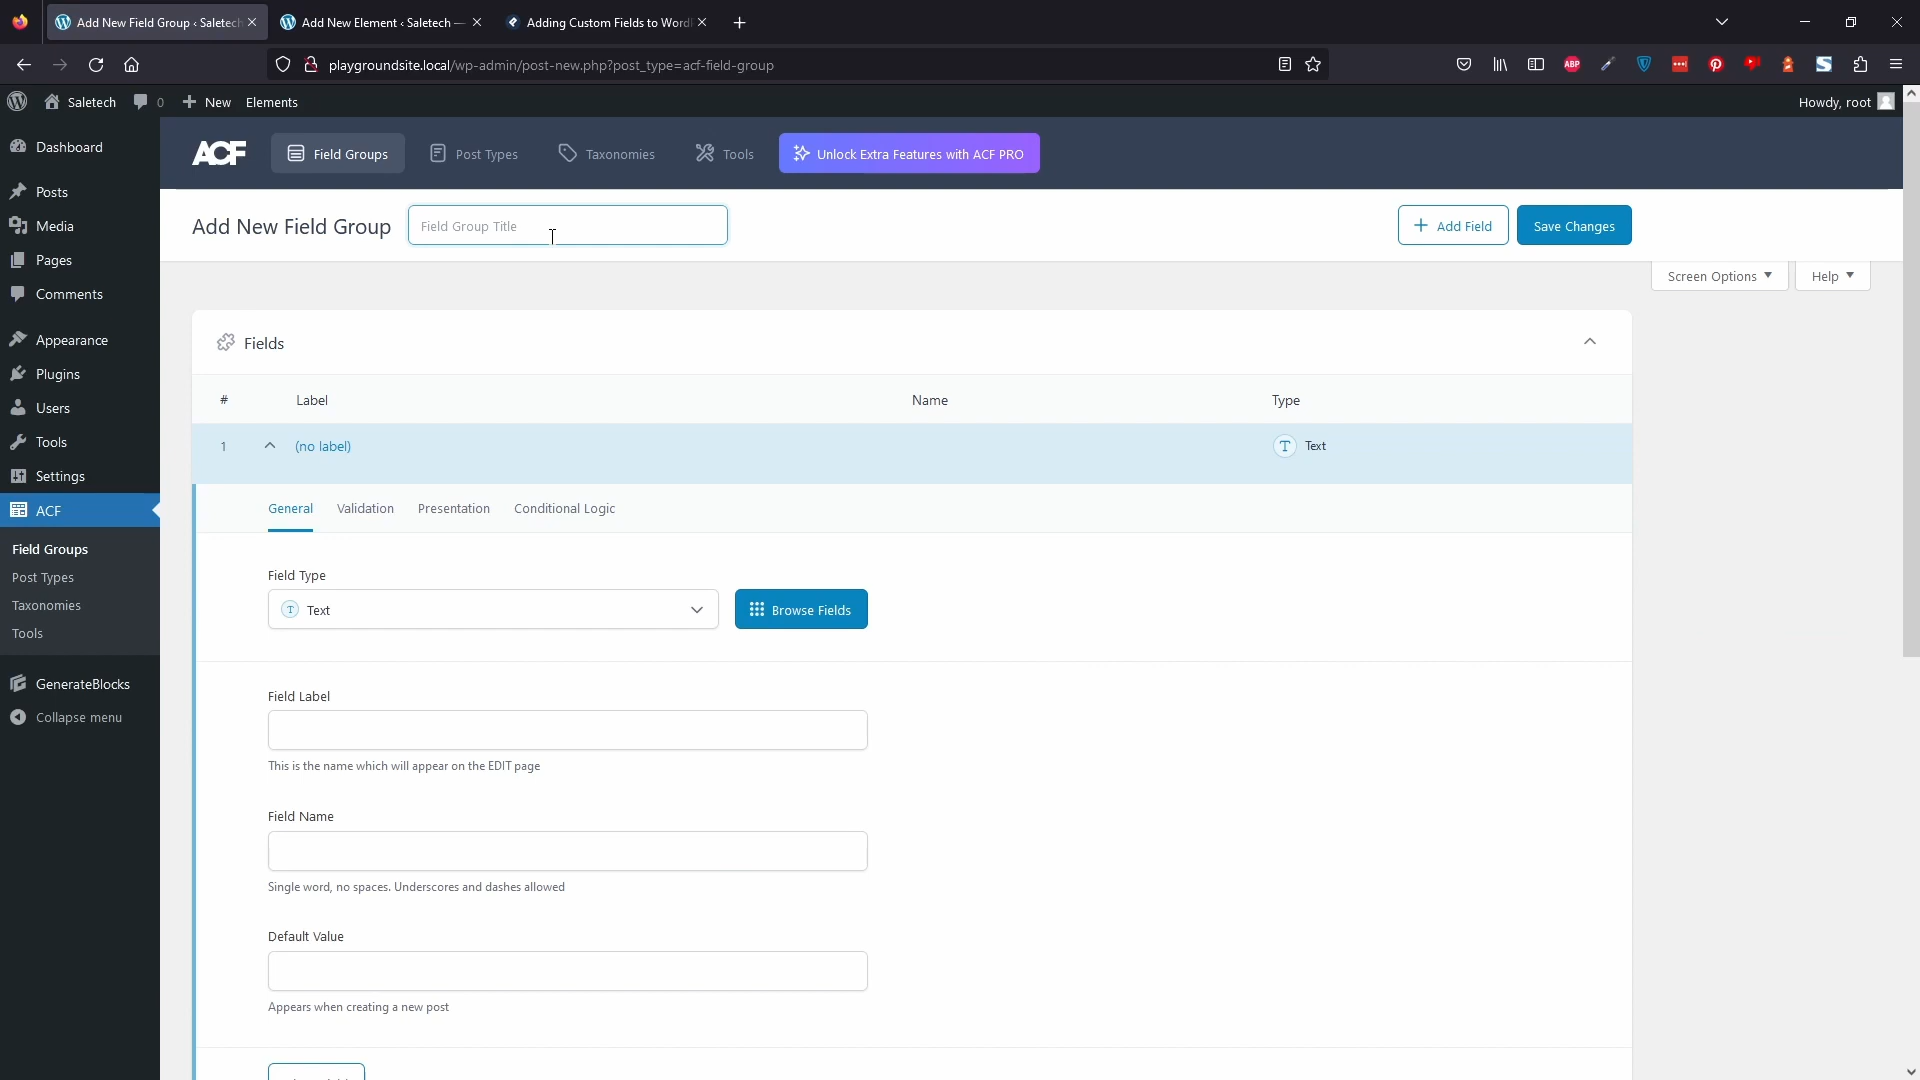 Add New Field Group ‹ Saletech
Add New Element ‹ Saletech —
Adding Custom Fields to Word
playgroundsite.local/wp-admin/post-new.php?post_type=acf-field-group
ABP
Saletech
0
New
Elements
Howdy, root
Dashboard
Posts
Media
Pages
Comments
Appearance
Plugins
Users
Tools
Settings
ACF
Field Groups
Post Types
Taxonomies
Tools
GenerateBlocks
Collapse menu
ACF
Field Groups
Post Types
Taxonomies
Tools
Unlock Extra Features with ACF PRO
Add New Field Group
Field Group Title
Add Field
Save Changes
Screen Options
Help
Fields
# Label Name Type
1 (no label) T Text
General Validation Presentation Conditional Logic
Field Type
T Text
Browse Fields
Field Label
This is the name which will appear on the EDIT page
Field Name
Single word, no spaces. Underscores and dashes allowed
Default Value
Appears when creating a new post